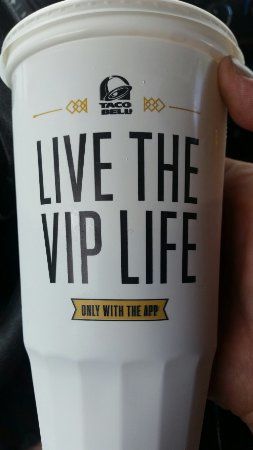 TACO
BELL
LIVE THE
VIP LIFE
ONLY WITH THE APP